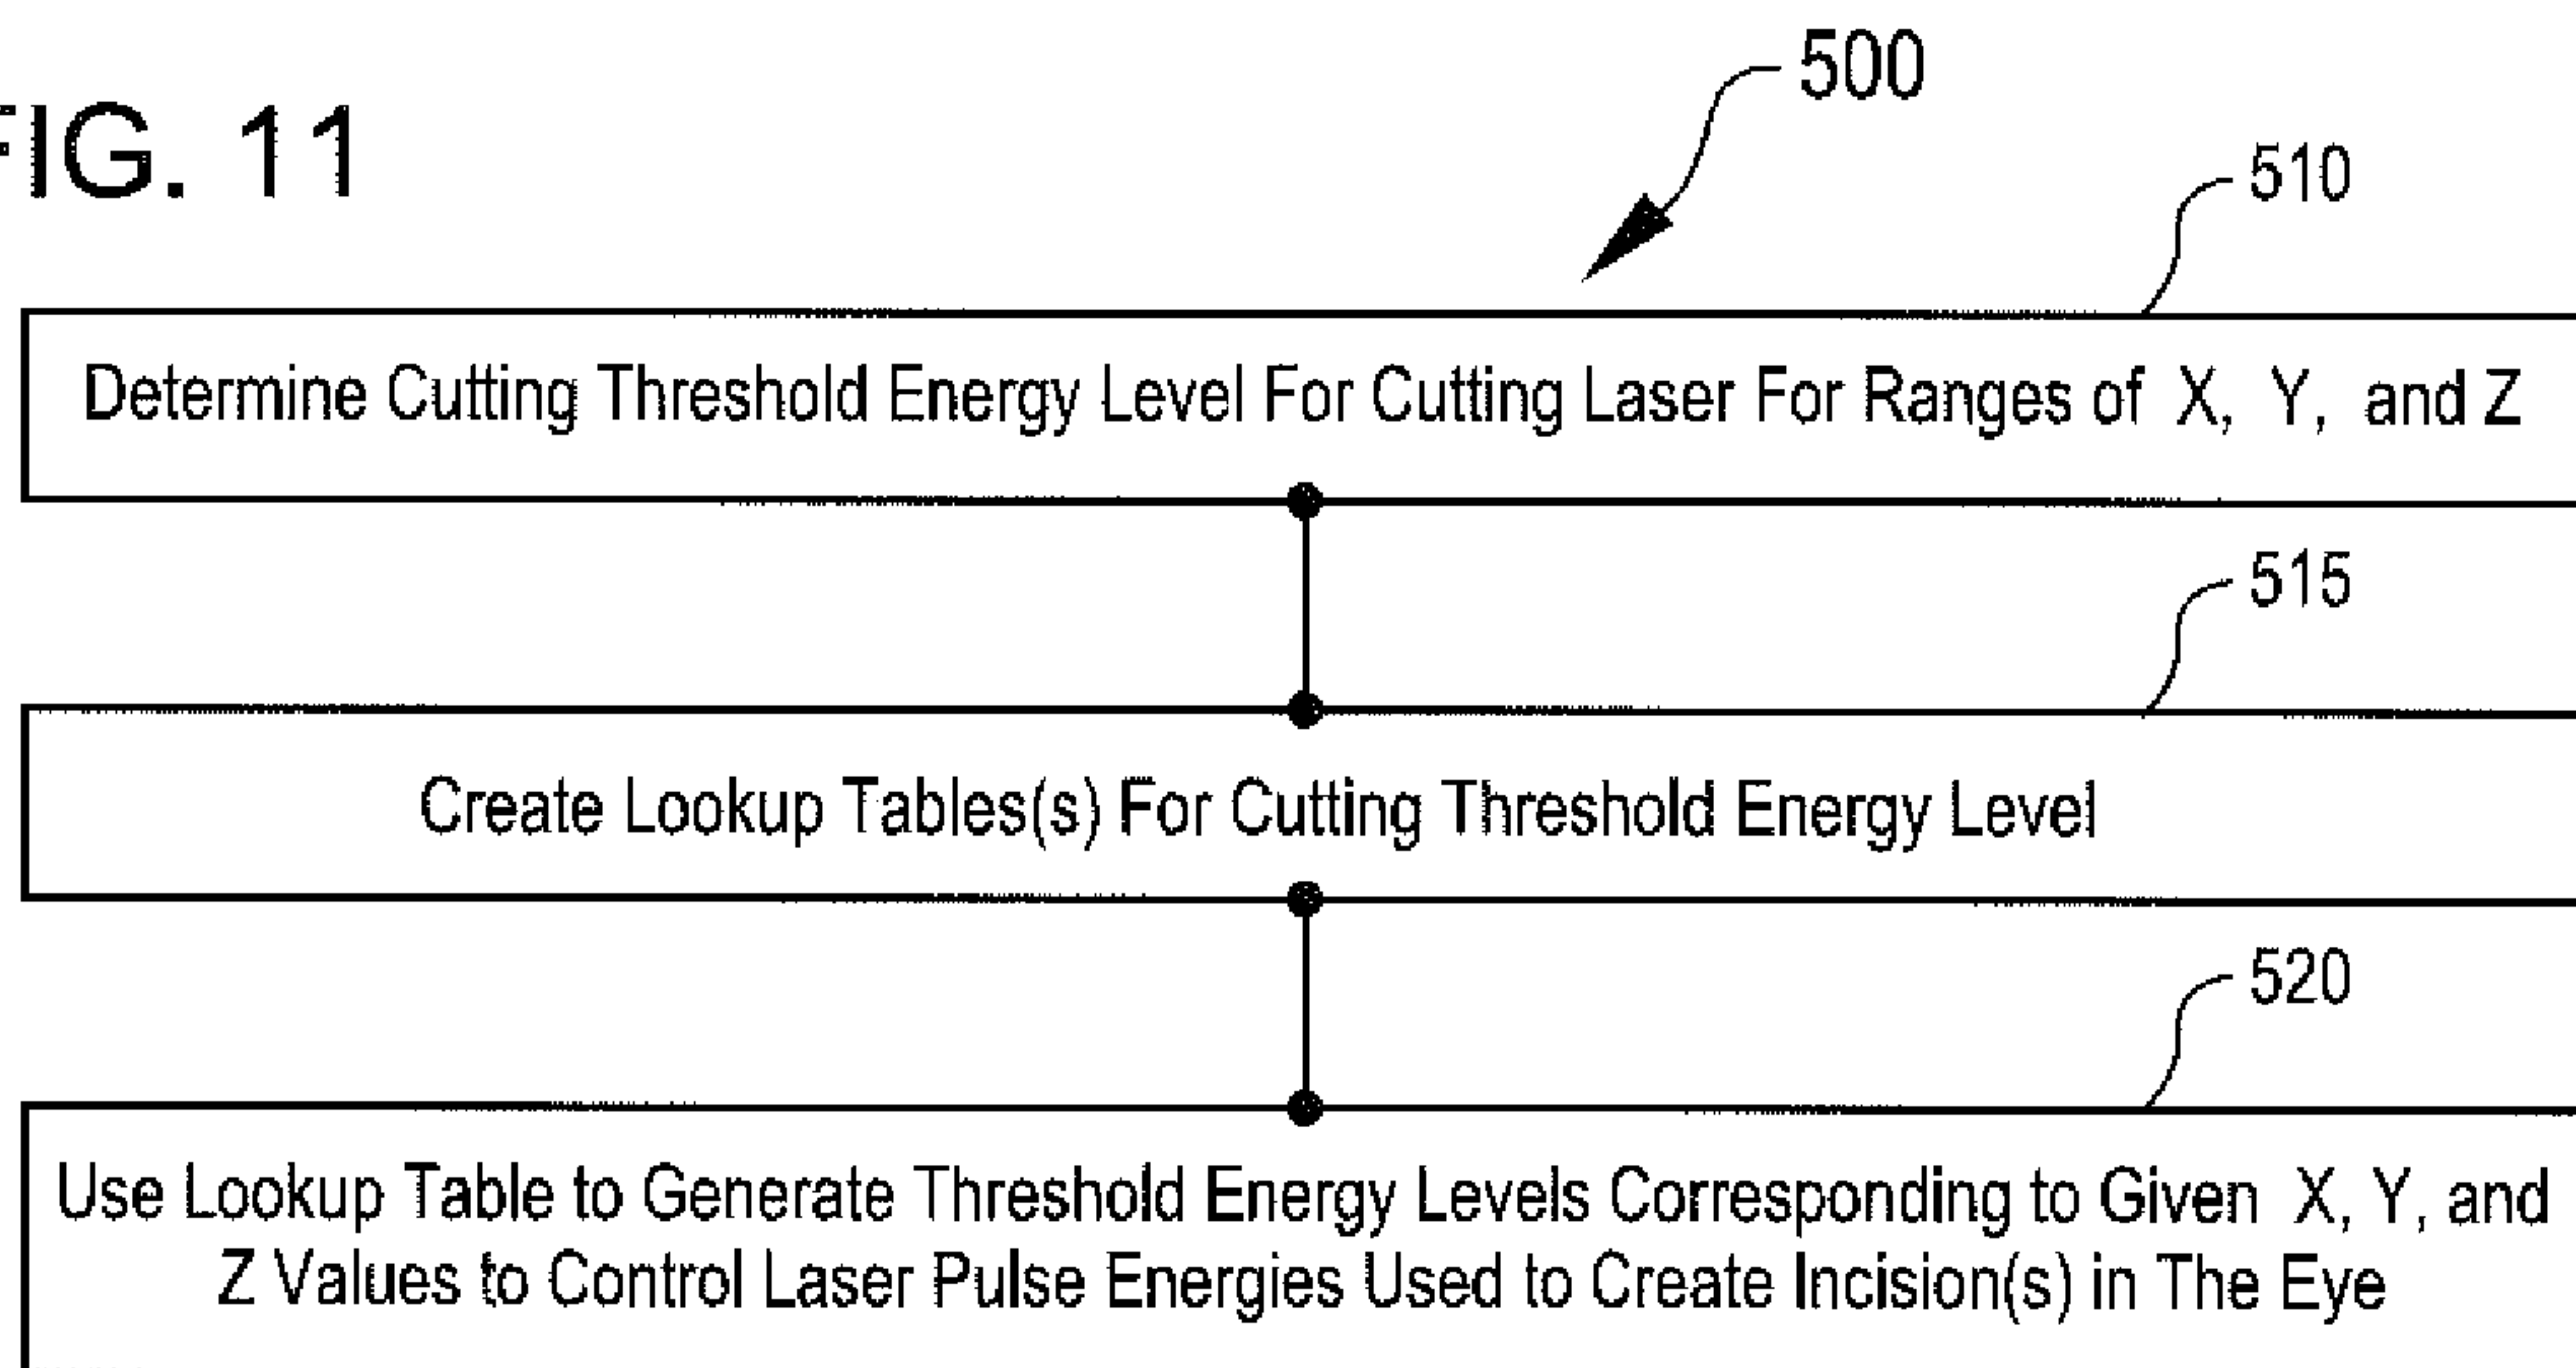 FIG. 11
500
510
Determine Cutting Threshold Energy Level For Cutting Laser For Ranges of X, Y, and Z
515
Create Lookup Tables(s) For Cutting Threshold Energy Level
520
Use Lookup Table to Generate Threshold Energy Levels Corresponding to Given X, Y, and
Z Values to Control Laser Pulse Energies Used to Create Incision(s) in The Eye